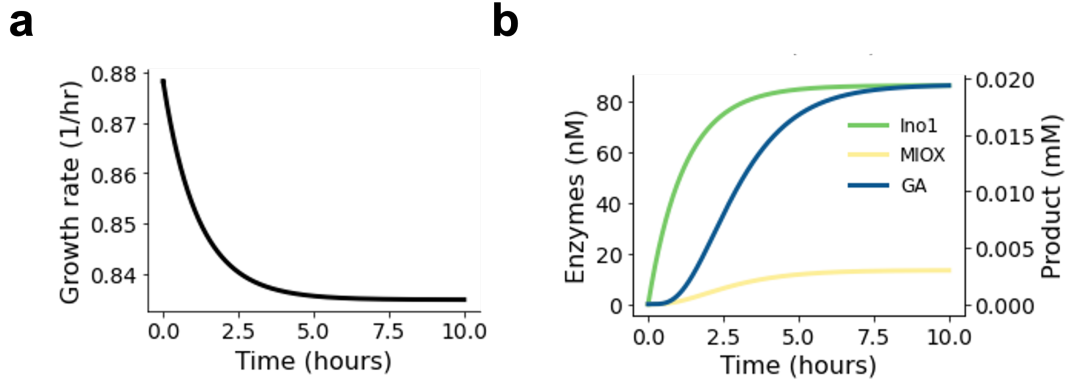 a
b
Growth rate (1/hr)
0.88
0.87
0.86
0.85
0.84
0.0 2.5 5.0 7.5 10.0
Time (hours)
Enzymes (nM)
80
60
40
20
0
Ino1
MIOX
GA
0.020
0.015
0.010
0.005
0.000
Product (mM)
0.0 2.5 5.0 7.5 10.0
Time (hours)